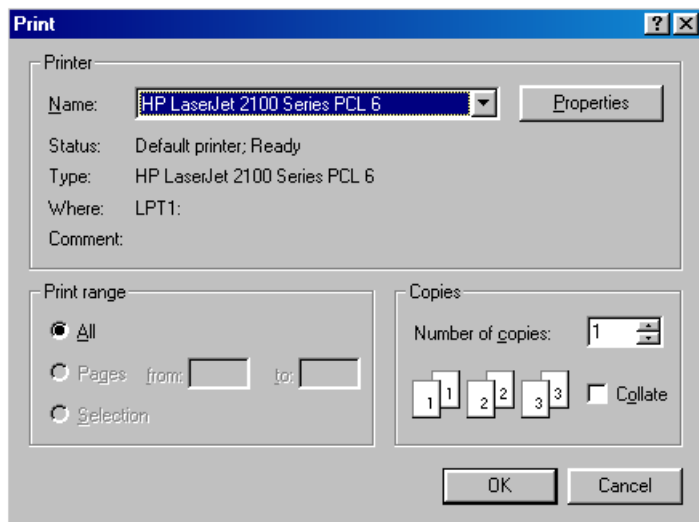 Print
Printer
Name: HP LaserJet 2100 Series PCL 6 Properties
Status: Default printer; Ready
Type: HP LaserJet 2100 Series PCL 6
Where: LPT1:
Comment:
Print range
All
Pages from: to:
Selection
Copies
Number of copies: 1
1 1 2 2 3 3 Collate
OK Cancel